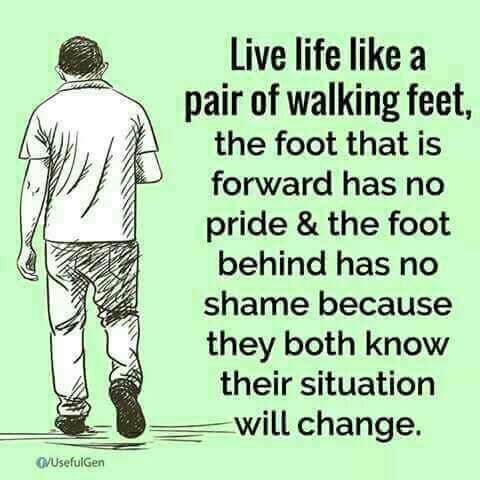 Live life like a
pair of walking feet,
the foot that is
forward has no
pride & the foot
behind has no
shame because
they both know
their situation
will change.
f/UsefulGen